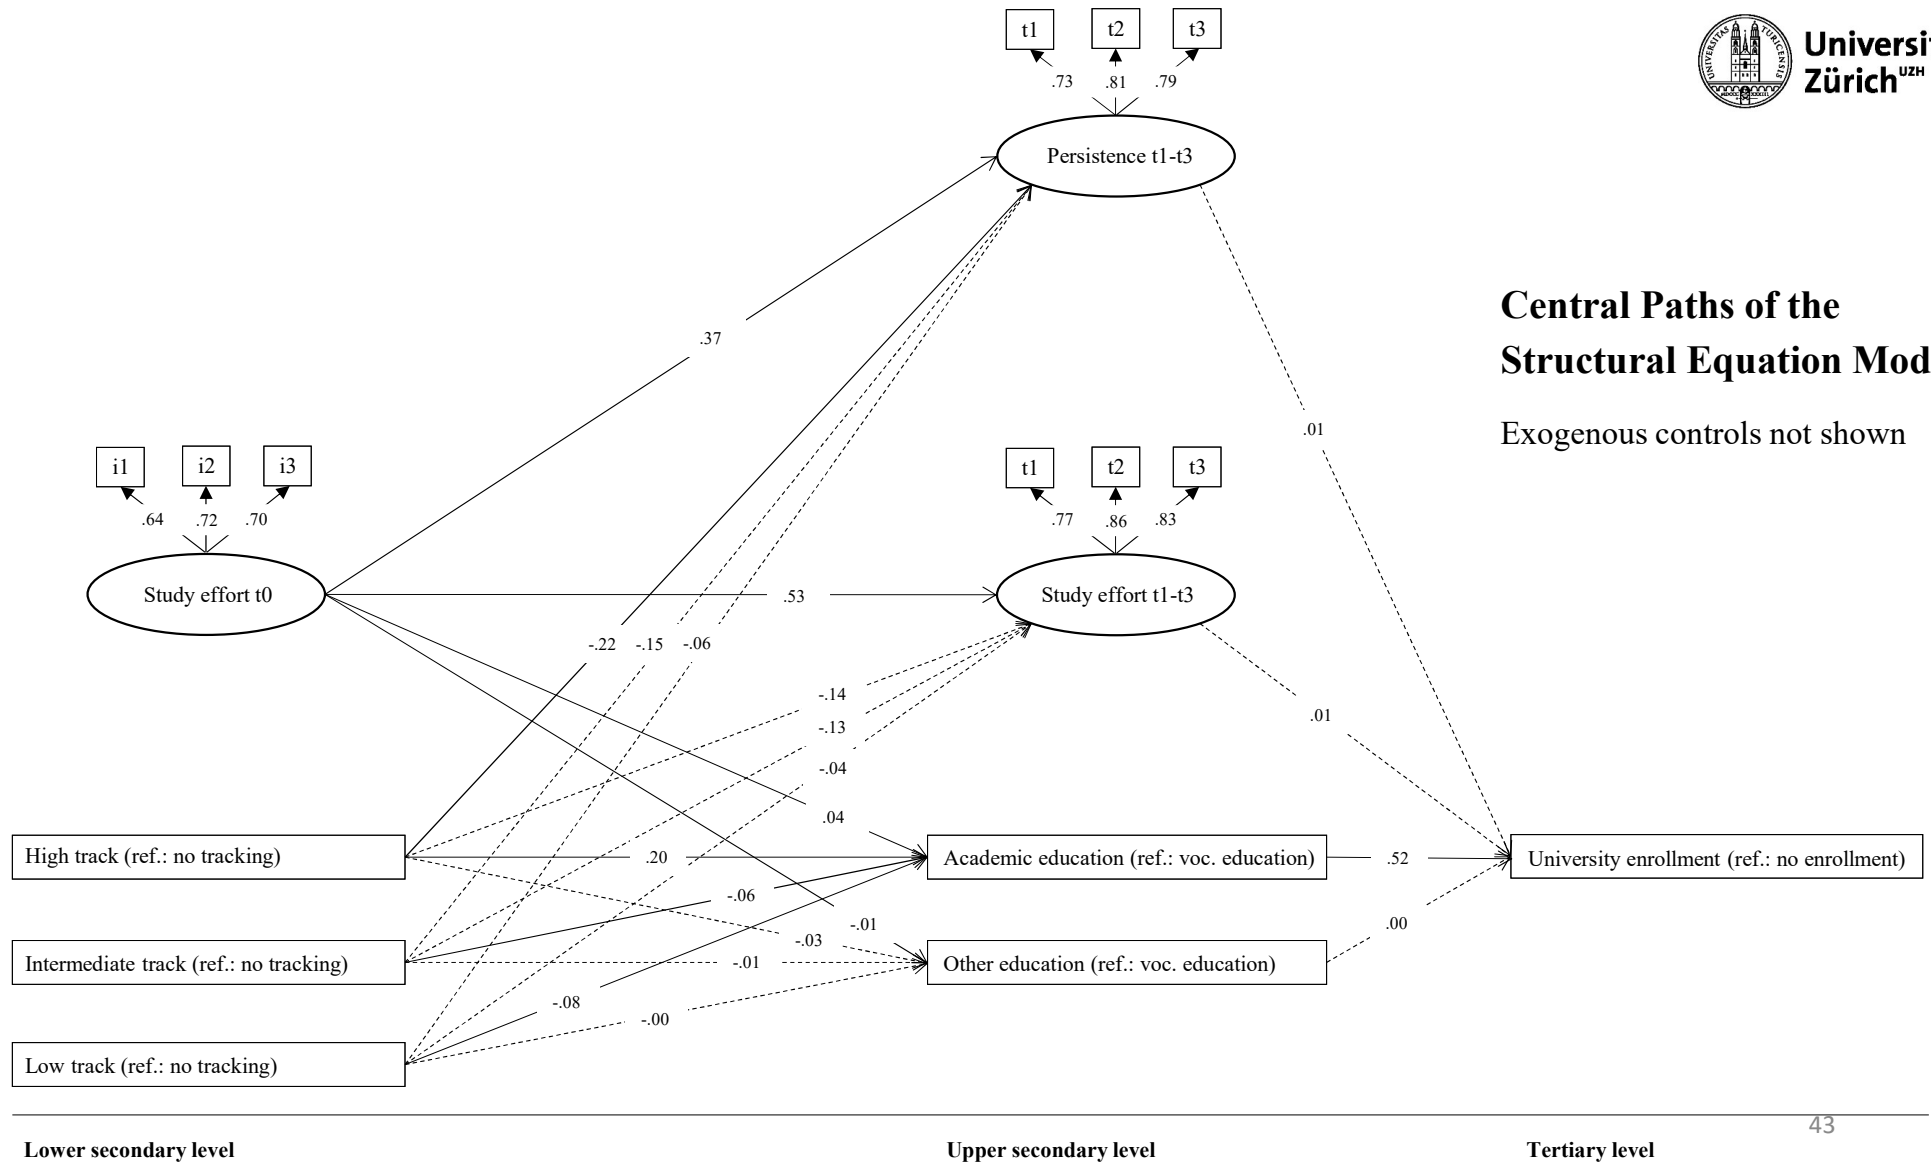 t1 t2 t3
.73 .81 .79
Persistence t1-t3
Universi
Zürich UZH
Central Paths of the
Structural Equation Mod
Exogenous controls not shown
.37
.01
i1 i2 i3
.64 .72 .70
Study effort t0
t1 t2 t3
.77 .86 .83
Study effort t1-t3
.53
-.22 -.15 -.06
-.14
-.13
-.04
.01
.04
High track (ref.: no tracking)
.20
Academic education (ref.: voc. education)
.52
University enrollment (ref.: no enrollment)
-.06
-.01
-.03
.00
Intermediate track (ref.: no tracking)
-.01
Other education (ref.: voc. education)
-.08
-.00
Low track (ref.: no tracking)
43
Lower secondary level
Upper secondary level
Tertiary level